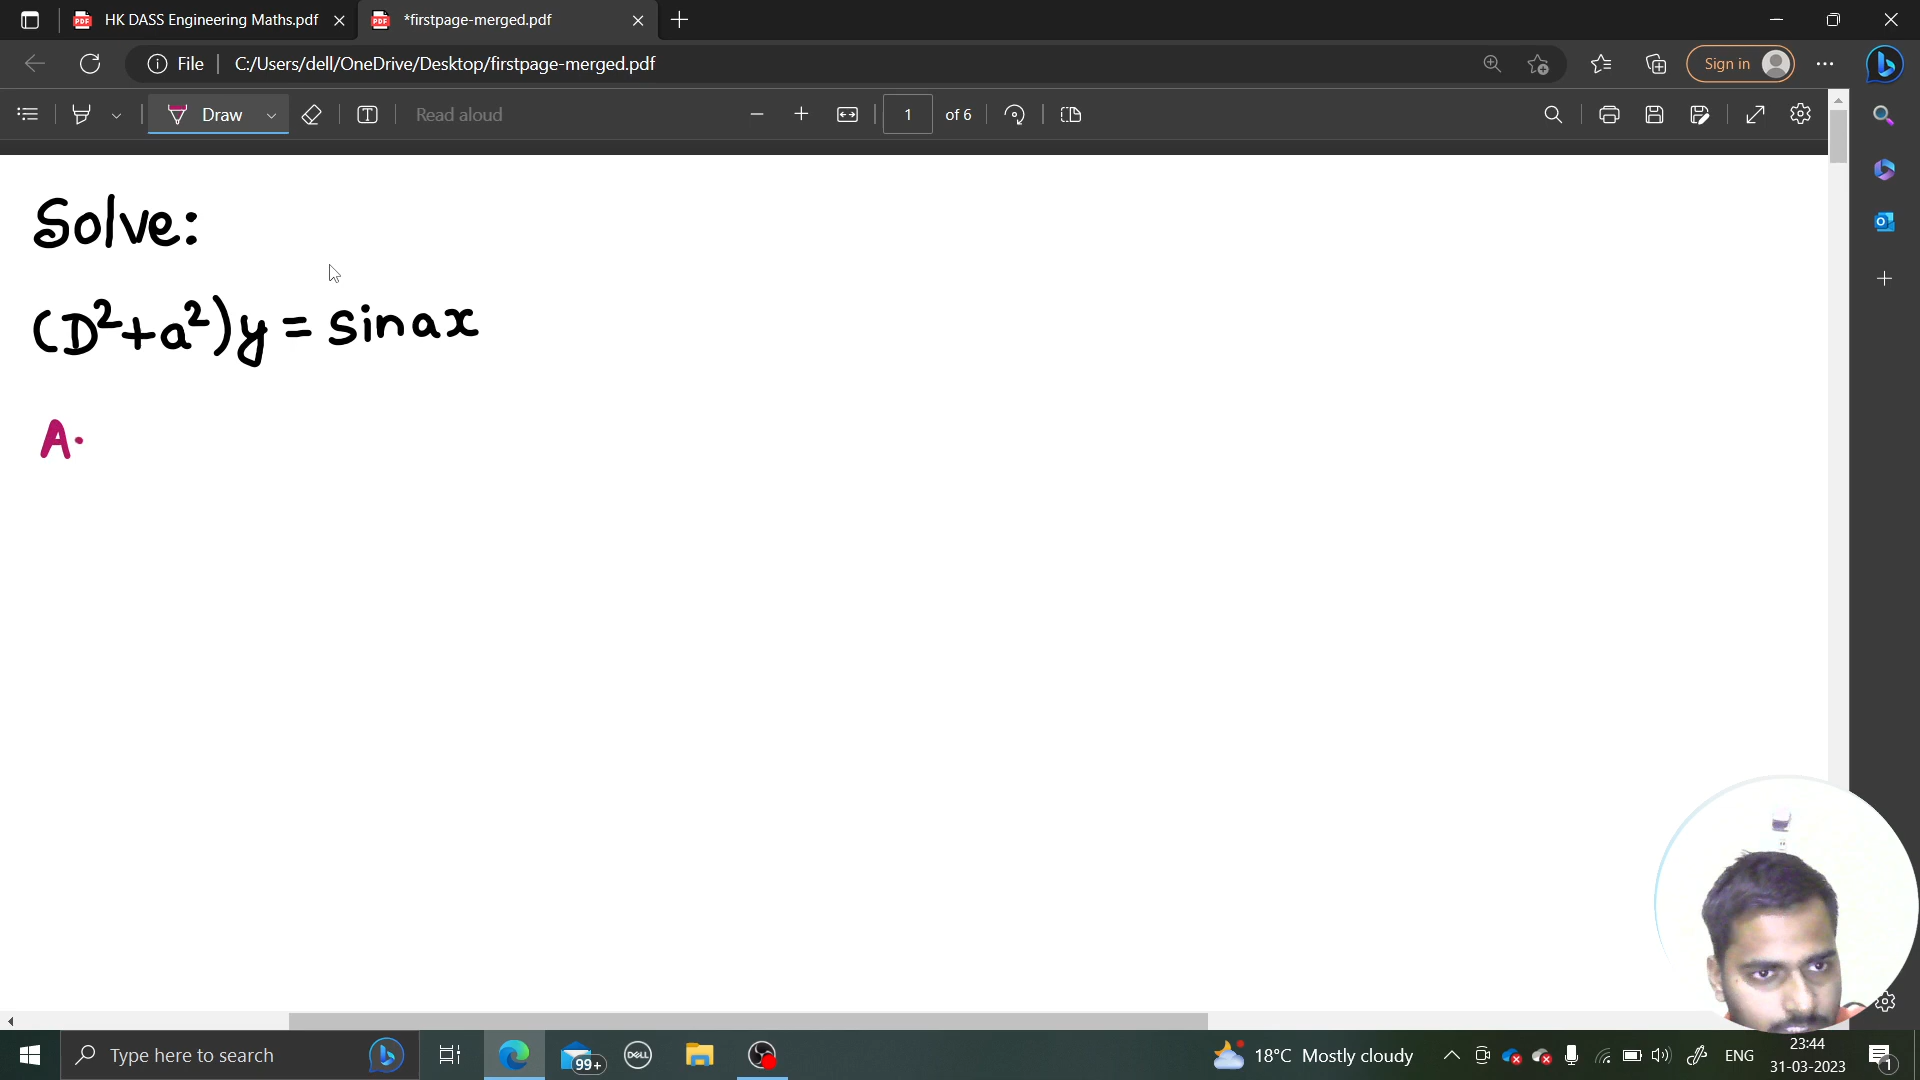 HK DASS Engineering Maths.pdf
*firstpage-merged.pdf
File
C:/Users/dell/OneDrive/Desktop/firstpage-merged.pdf
Sign in
Draw
Read aloud
1 of 6
Solve:
(D²+a²)y = sinax
A.
Type here to search
99+
DELL
18°C Mostly cloudy
ENG
23:44
31-03-2023
1